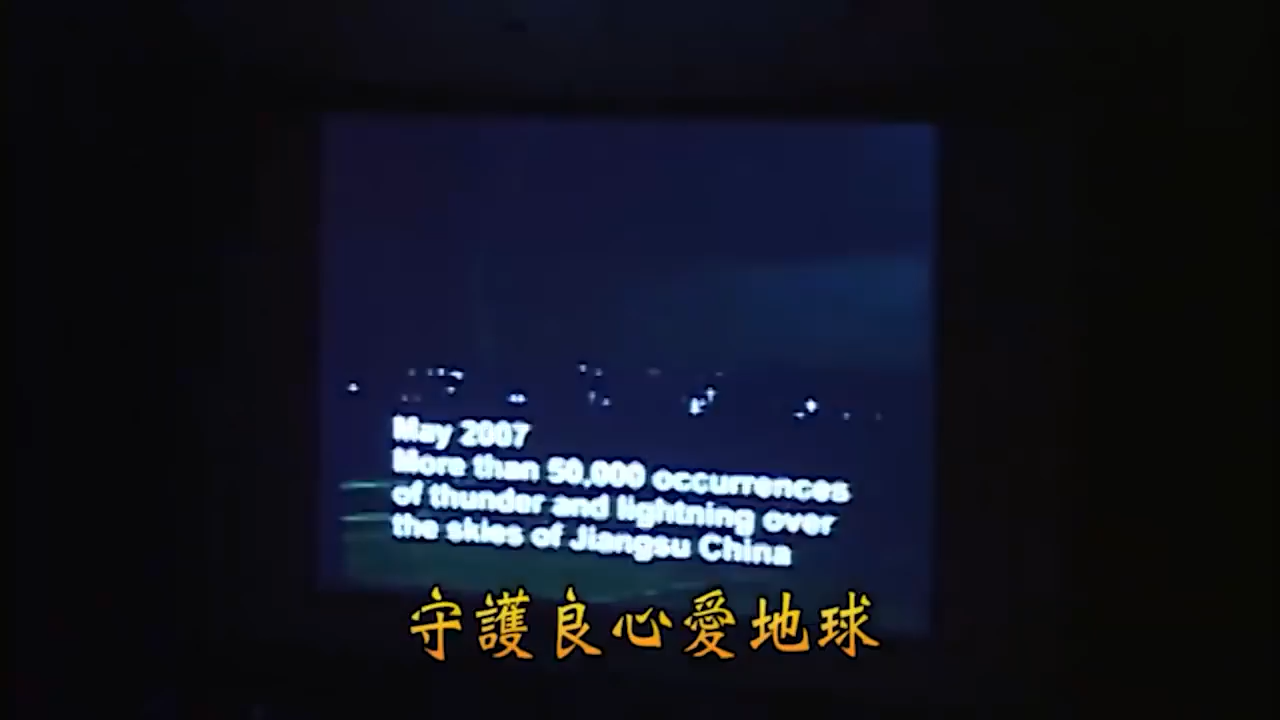 May 2007
More than 50,000 occurrences
of thunder and lightning over
the skies of Jiangsu China
守護良心愛地球